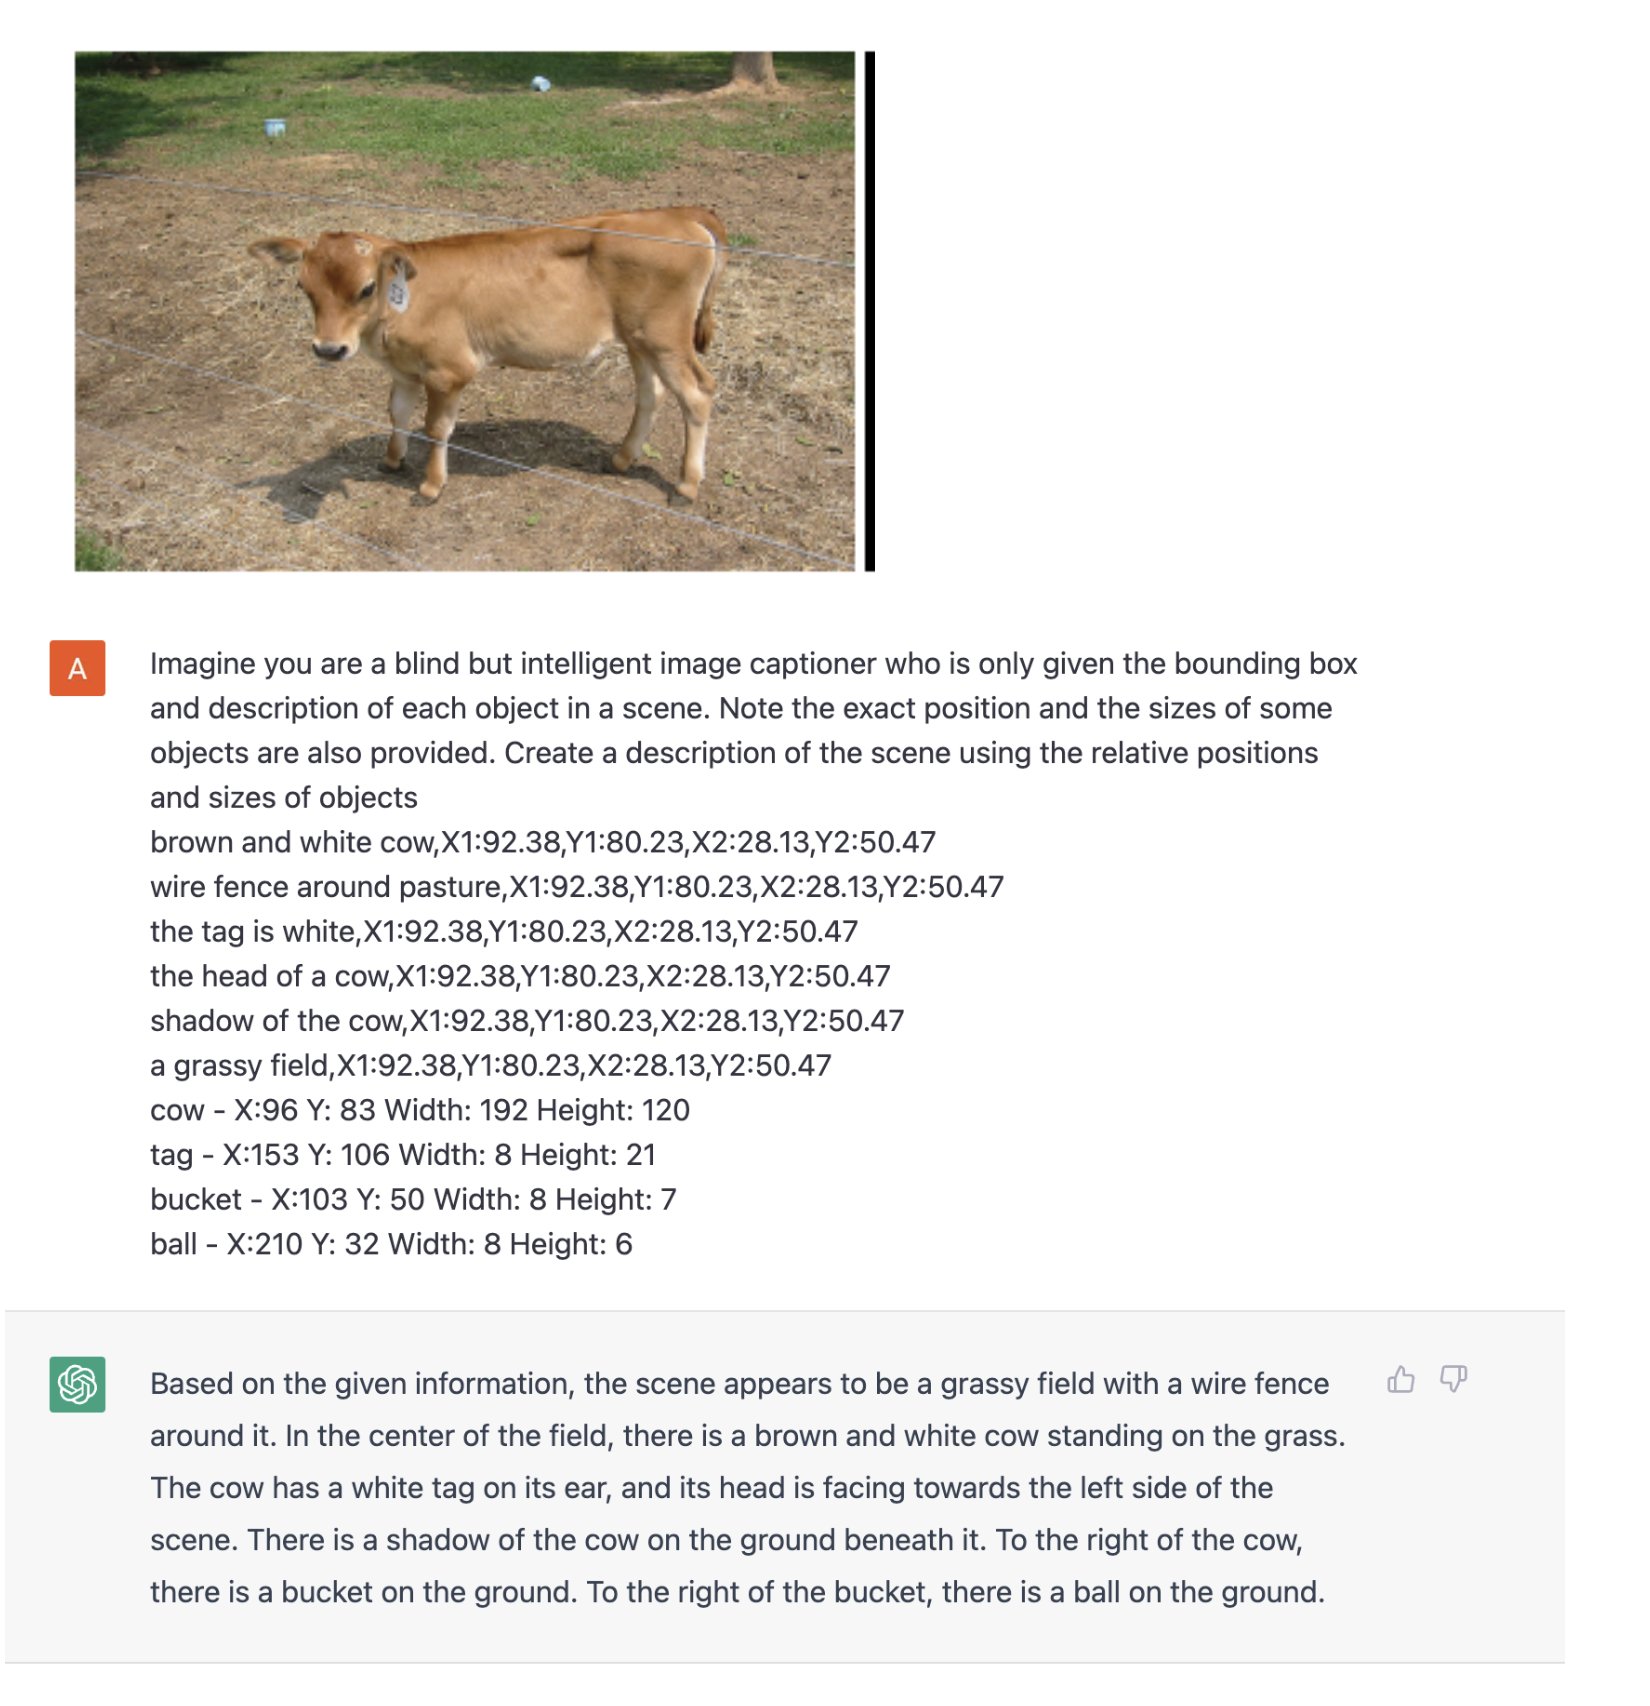 A
Imagine you are a blind but intelligent image captioner who is only given the bounding box
and description of each object in a scene. Note the exact position and the sizes of some
objects are also provided. Create a description of the scene using the relative positions
and sizes of objects
brown and white cow,X1:92.38,Y1:80.23,X2:28.13,Y2:50.47
wire fence around pasture,X1:92.38,Y1:80.23,X2:28.13,Y2:50.47
the tag is white,X1:92.38,Y1:80.23,X2:28.13,Y2:50.47
the head of a cow,X1:92.38,Y1:80.23,X2:28.13,Y2:50.47
shadow of the cow,X1:92.38,Y1:80.23,X2:28.13,Y2:50.47
a grassy field,X1:92.38,Y1:80.23,X2:28.13,Y2:50.47
cow - X:96 Y: 83 Width: 192 Height: 120
tag - X:153 Y: 106 Width: 8 Height: 21
bucket - X:103 Y: 50 Width: 8 Height: 7
ball - X:210 Y: 32 Width: 8 Height: 6
Based on the given information, the scene appears to be a grassy field with a wire fence
around it. In the center of the field, there is a brown and white cow standing on the grass.
The cow has a white tag on its ear, and its head is facing towards the left side of the
scene. There is a shadow of the cow on the ground beneath it. To the right of the cow,
there is a bucket on the ground. To the right of the bucket, there is a ball on the ground.